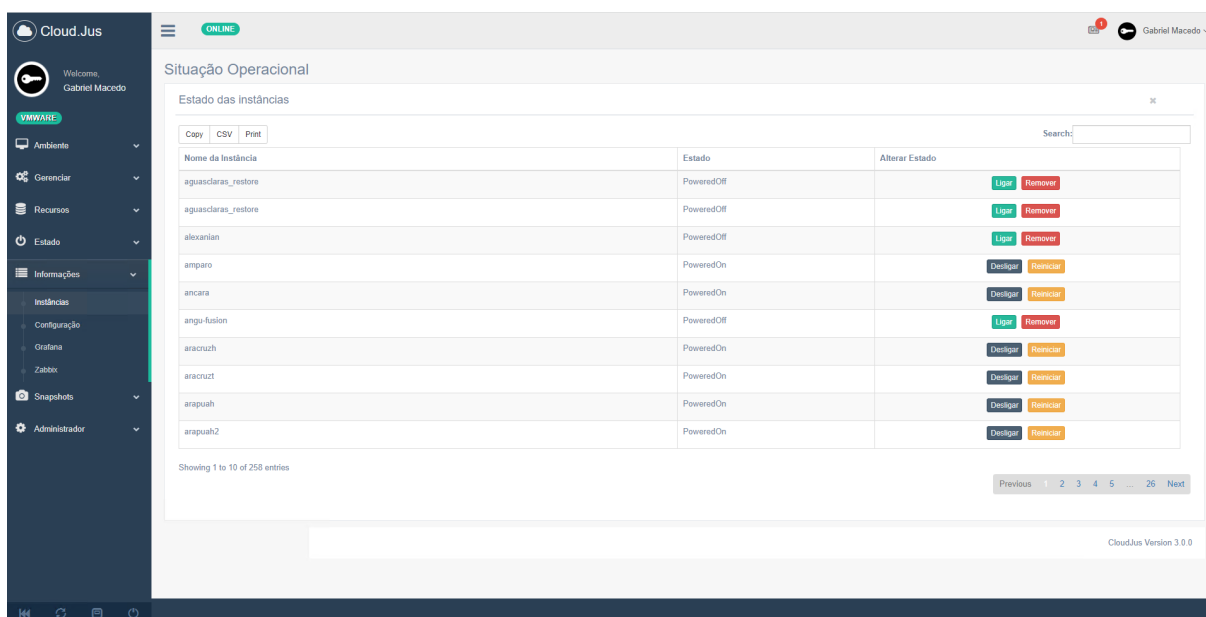 Cloud.Jus
ONLINE
1
Gabriel Macedo
Welcome,
Gabriel Macedo
VMWARE
Ambiente
Gerenciar
Recursos
Estado
Informações
Instâncias
Configuração
Grafana
Zabbix
Snapshots
Administrador
Situação Operacional
Estado das instâncias
Copy CSV Print
Search:
Nome da Instância Estado Alterar Estado
aguasclaras_restore PoweredOff Ligar Remover
aguasclaras_restore PoweredOff Ligar Remover
alexanian PoweredOff Ligar Remover
amparo PoweredOn Desligar Reiniciar
ancara PoweredOn Desligar Reiniciar
angu-fusion PoweredOff Ligar Remover
aracruzh PoweredOn Desligar Reiniciar
aracruzt PoweredOn Desligar Reiniciar
arapuah PoweredOn Desligar Reiniciar
arapuah2 PoweredOn Desligar Reiniciar
Showing 1 to 10 of 258 entries
Previous 1 2 3 4 5 ... 26 Next
CloudJus Version 3.0.0